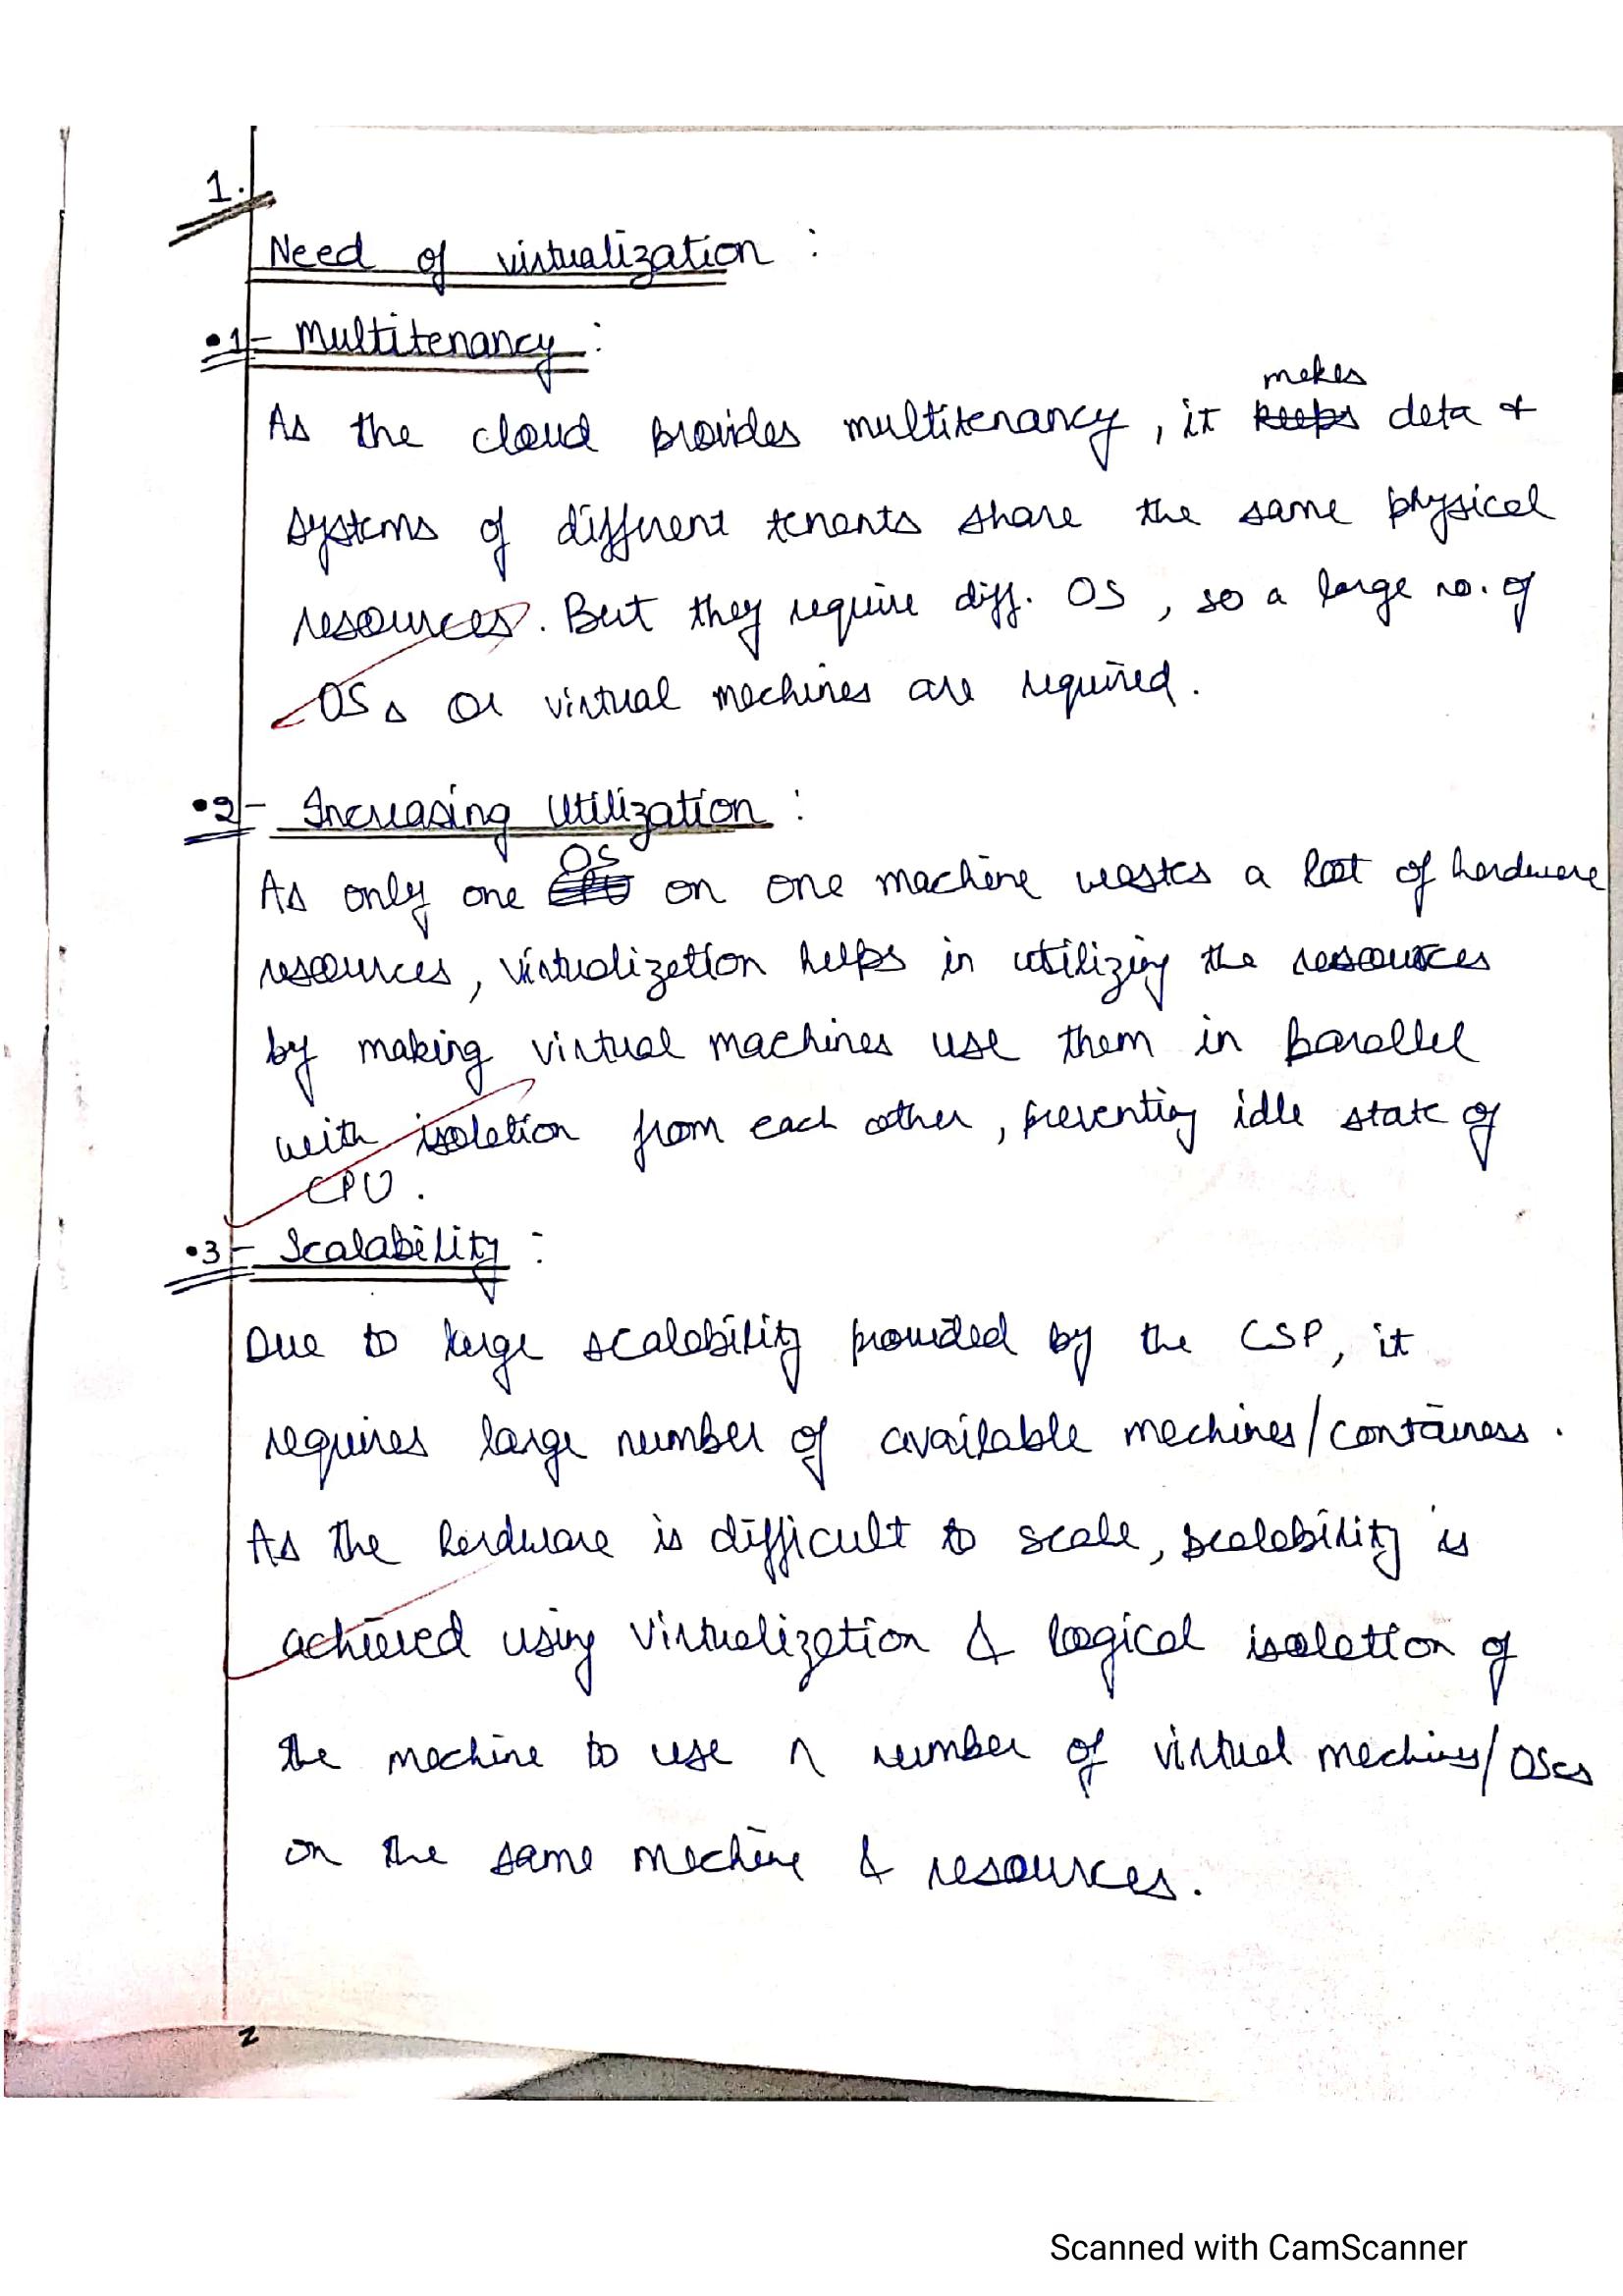 1.
Need of virtualization :
•1- Multitenancy :
makes
As the cloud provides multitenancy, it keeps data &
systems of different tenants share the same physical
resources. But they require diff. OS, so a large no. of
OSs or virtual machines are required.
•2- Increasing Utilization :
OS
As only one CPU on one machine wastes a lot of hardware
resources, virtualization helps in utilizing the resources
by making virtual machines use them in parallel
with isolation from each other, preventing idle state of
CPU.
•3- Scalability :
Due to large scalability provided by the CSP, it
requires large number of available machines/containers.
As the hardware is difficult to scale, scalability is
achieved using virtualization & logical isolation of
the machine to use n number of virtual machines/OSes
on the same machine & resources.
2
Scanned with CamScanner